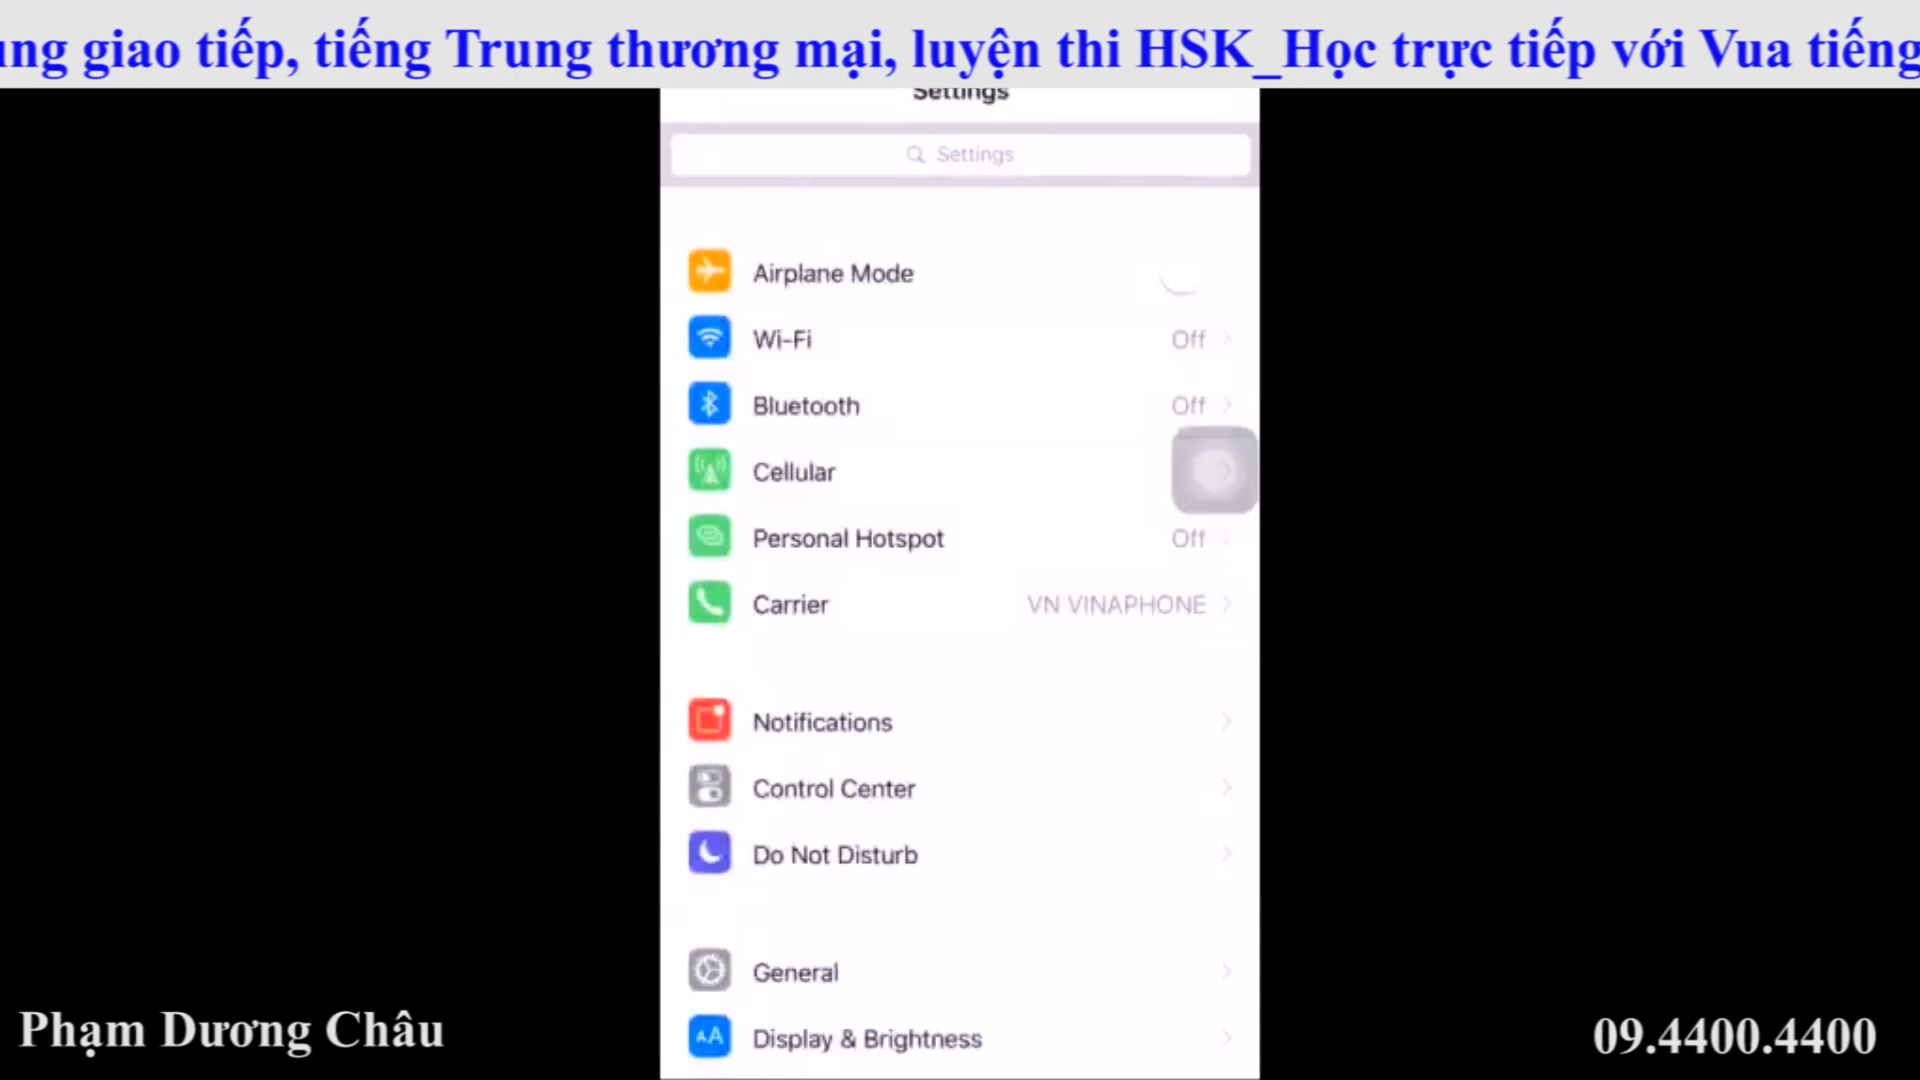 giao tiếp, tiếng Trung thương mại, luyện thi HSK_Học trực tiếp với Vua tiếng
Settings
Settings
Airplane Mode
Wi-Fi Off
Bluetooth Off
Cellular
Personal Hotspot Off
Carrier VN VINAPHONE
Notifications
Control Center
Do Not Disturb
General
Display & Brightness
AA
Phạm Dương Châu
09.4400.4400